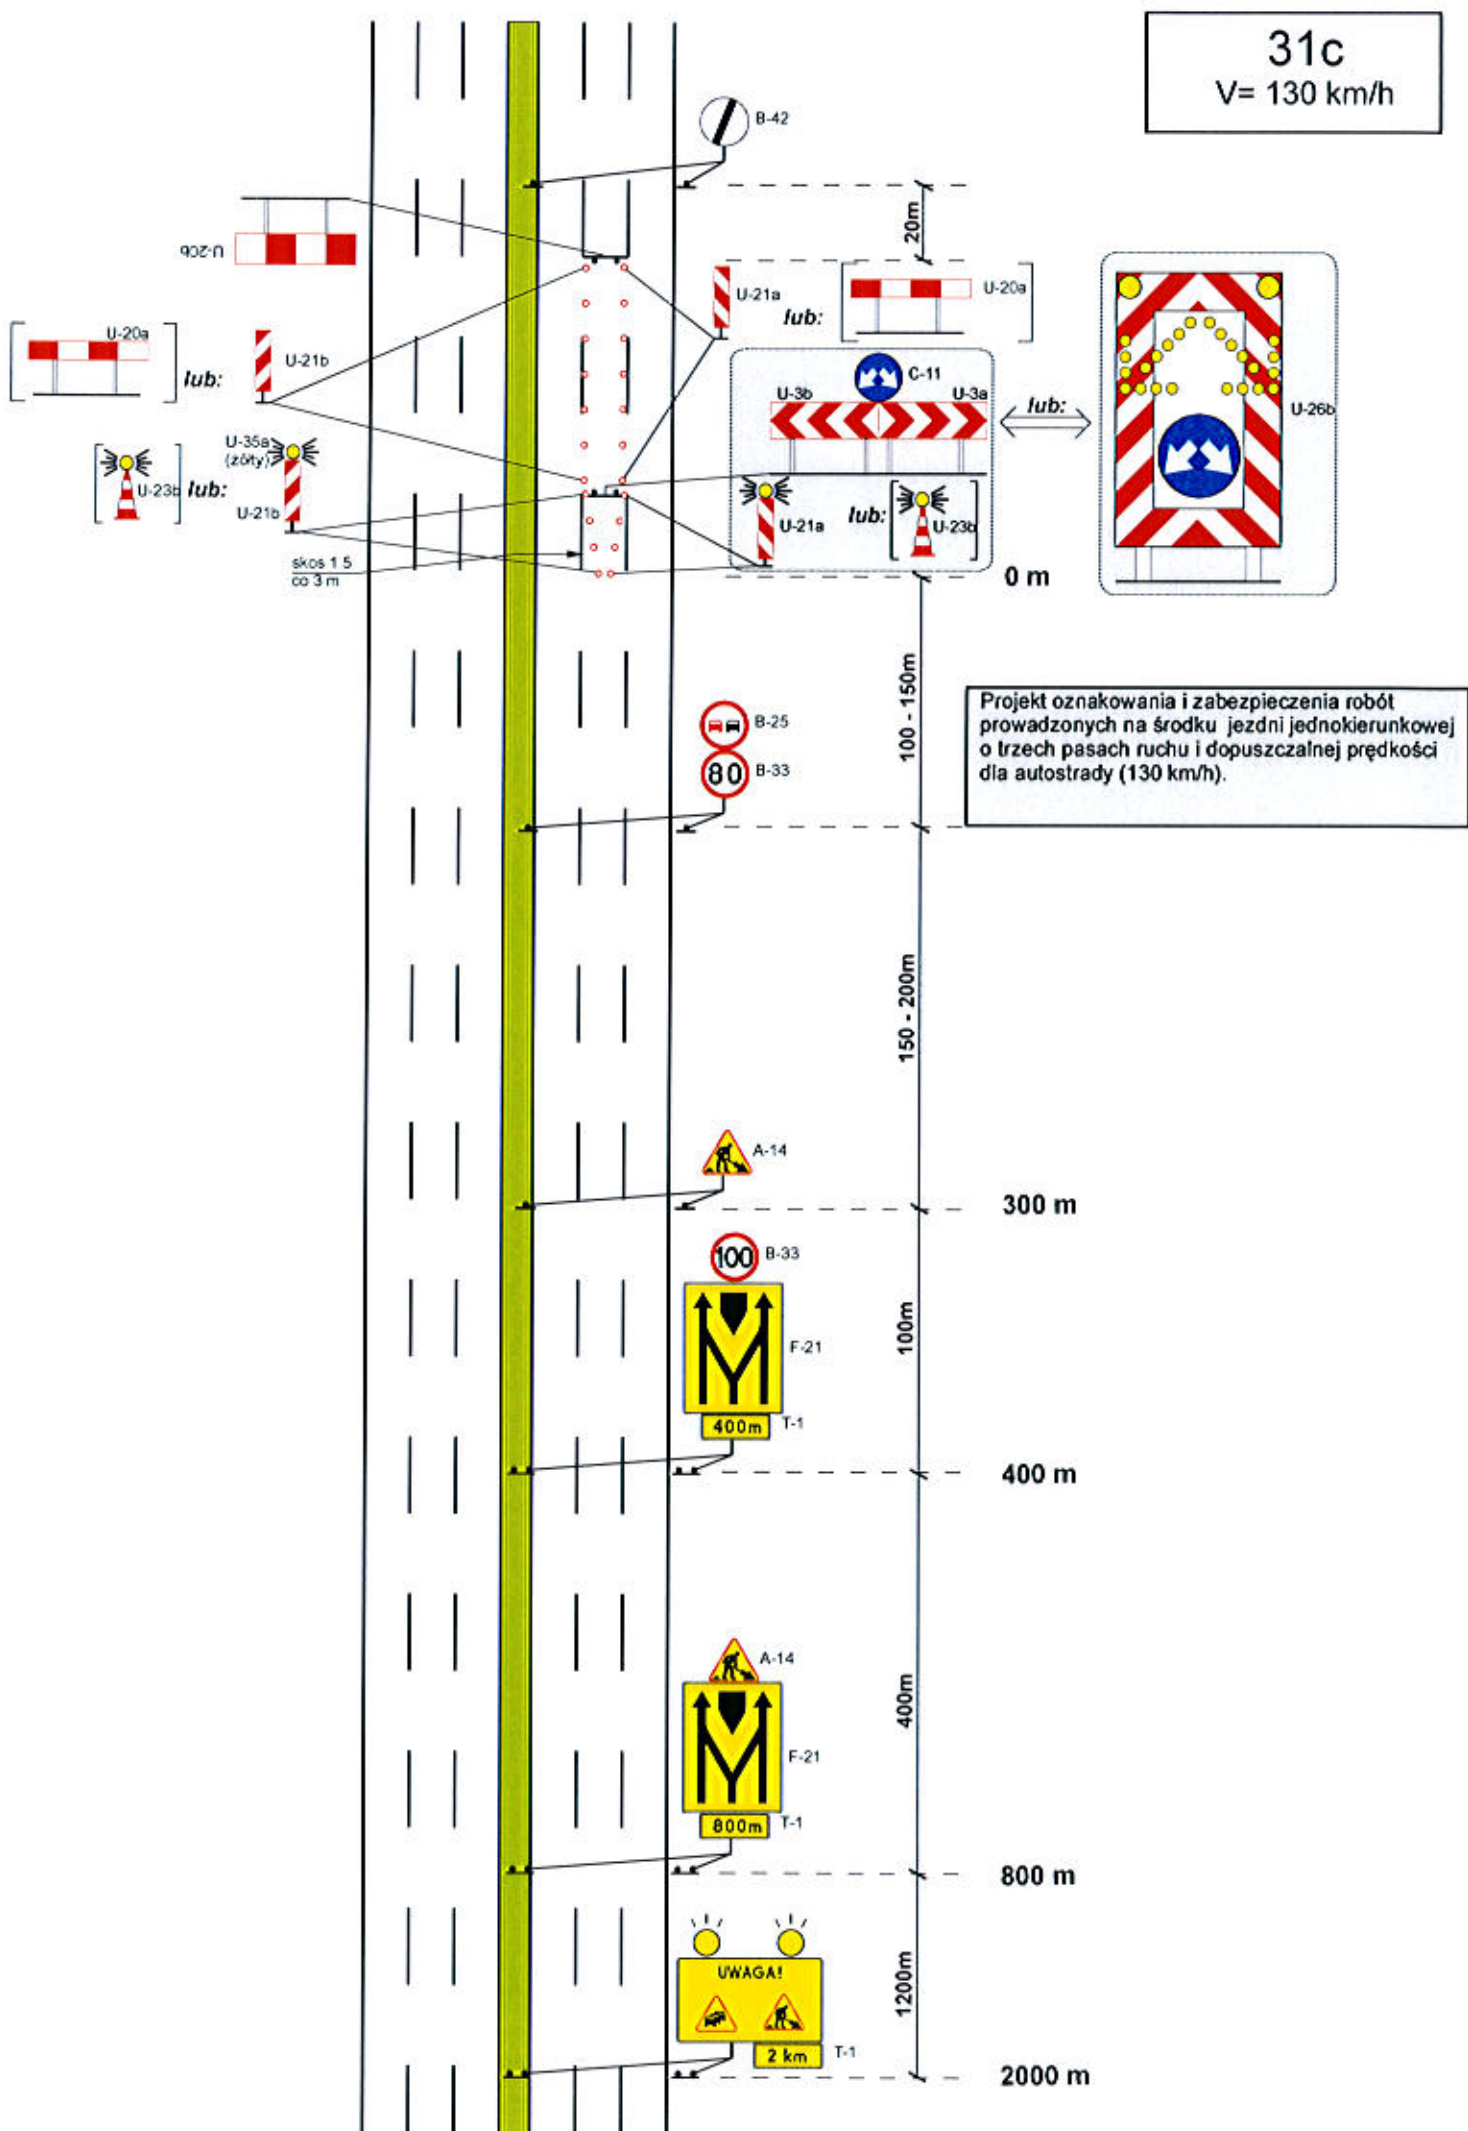 31c
V= 130 km/h
B-42
20m
U-20b
U-21a
lub:
U-20a
U-20a
lub:
U-21b
C-11
U-3b
U-3a
lub:
U-26b
U-35a
(żółty)
U-23b
lub:
U-21b
U-21a
lub:
U-23b
skos 1 5
co 3 m
0 m
100 - 150m
B-25
80
B-33
Projekt oznakowania i zabezpieczenia robót
prowadzonych na środku jezdni jednokierunkowej
o trzech pasach ruchu i dopuszczalnej prędkości
dla autostrady (130 km/h).
150 - 200m
A-14
300 m
100
B-33
F-21
100m
400m
T-1
400 m
A-14
400m
F-21
800m
T-1
800 m
UWAGA!
1200m
2 km
T-1
2000 m